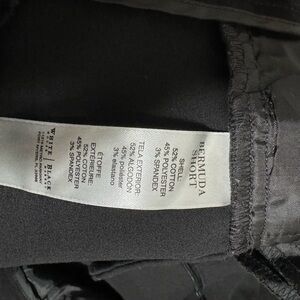 BERMUDA
SHORT
SHELL
52% COTTON
45% POLYESTER
3% SPANDEX
TELA EXTERIOR:
52% ALGODON
45% poliéster
3% elastano
ÉTOFFE
EXTÉRIEURE:
52% COTON
45% POLYESTER
3% SPANDEX
WHITE | BLACK